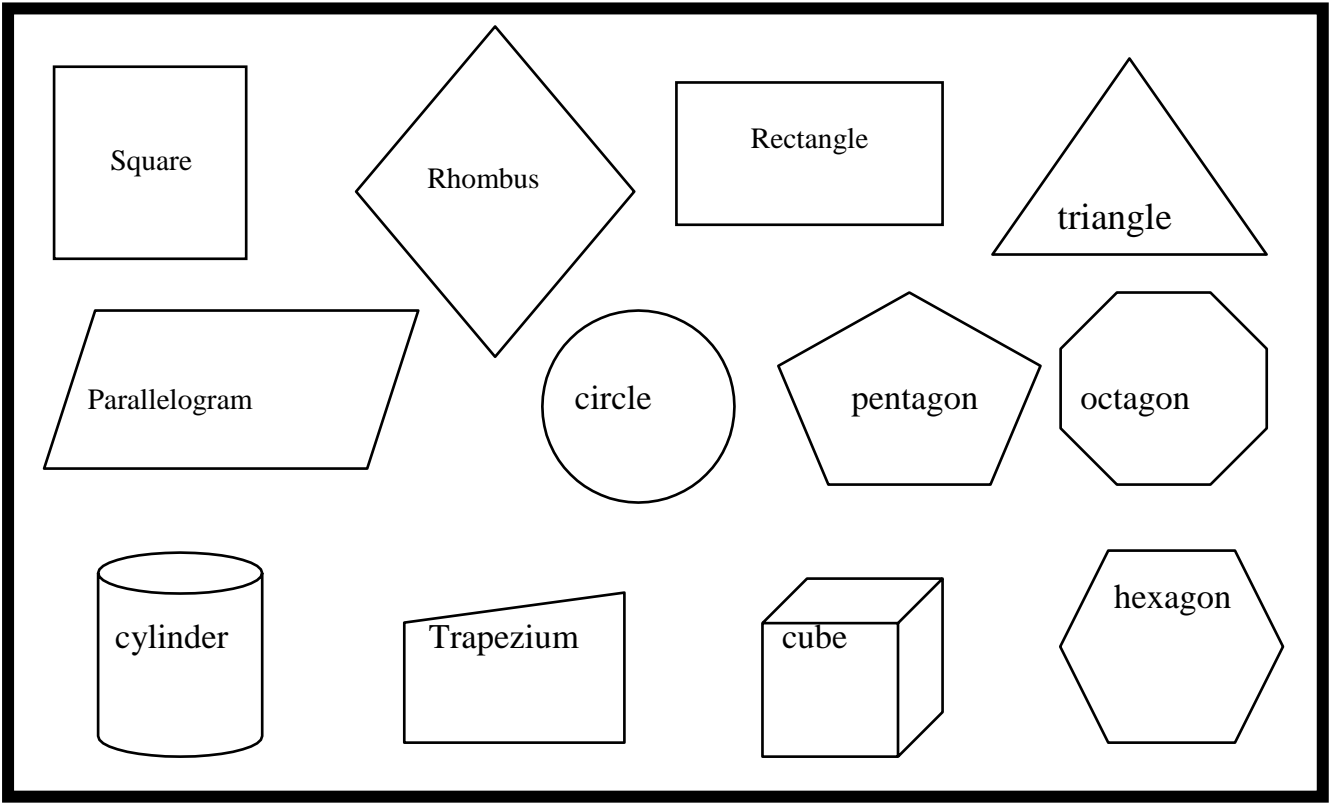 Square
Rhombus
Rectangle
triangle
Parallelogram
circle
pentagon
octagon
cylinder
Trapezium
cube
hexagon